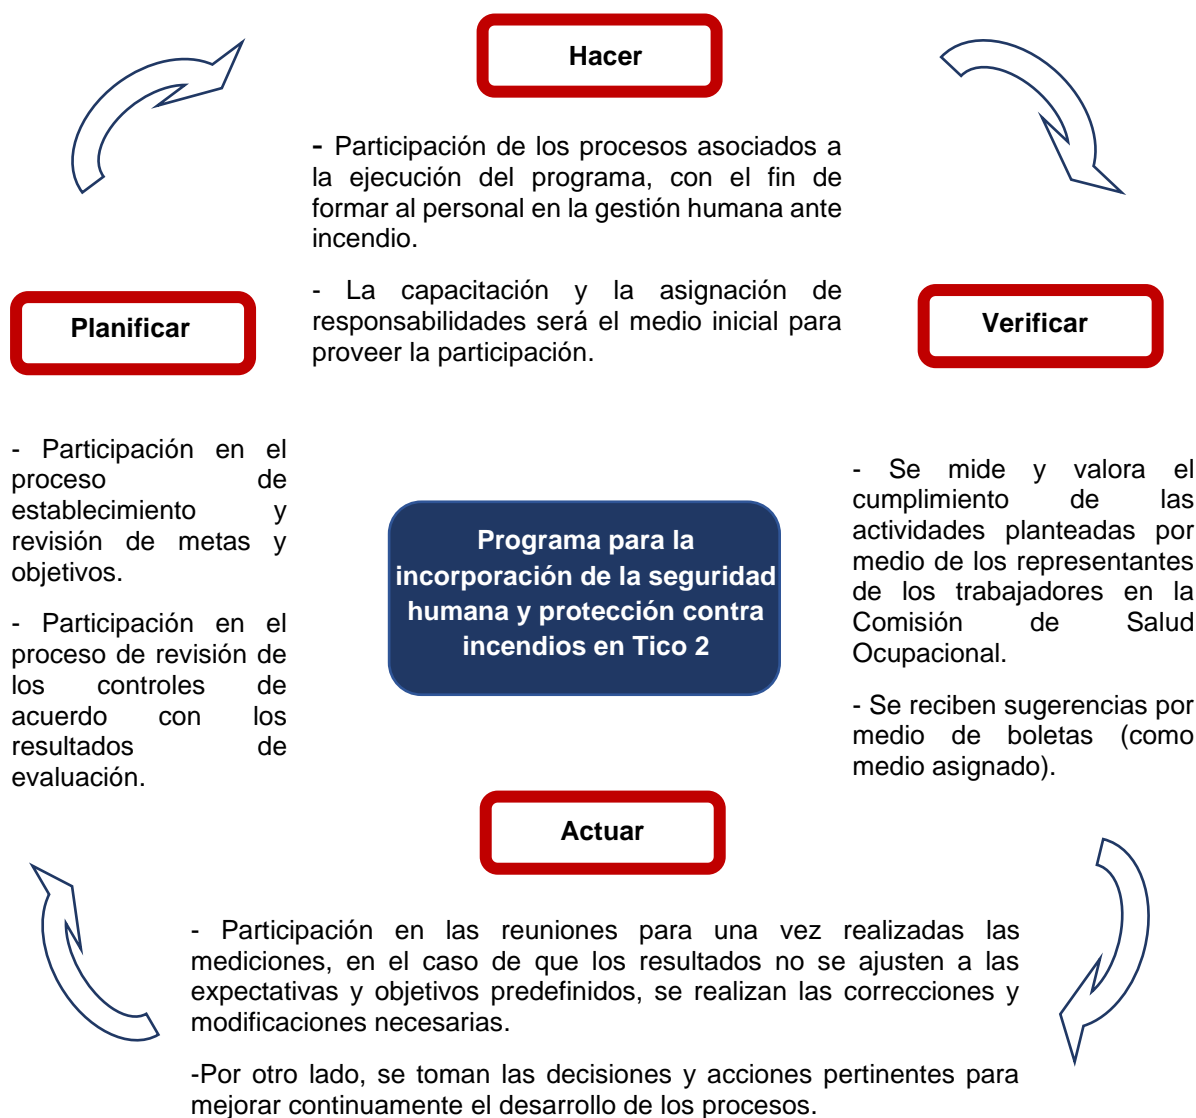 Hacer
- Participación de los procesos asociados a
la ejecución del programa, con el fin de
formar al personal en la gestión humana ante
incendio.
- La capacitación y la asignación de
responsabilidades será el medio inicial para
proveer la participación.
Planificar
- Participación en el
proceso de
establecimiento y
revisión de metas y
objetivos.
- Participación en el
proceso de revisión de
los controles de
acuerdo con los
resultados de
evaluación.
Programa para la
incorporación de la seguridad
humana y protección contra
incendios en Tico 2
Verificar
- Se mide y valora el
cumplimiento de las
actividades planteadas por
medio de los representantes
de los trabajadores en la
Comisión de Salud
Ocupacional.
- Se reciben sugerencias por
medio de boletas (como
medio asignado).
Actuar
- Participación en las reuniones para una vez realizadas las
mediciones, en el caso de que los resultados no se ajusten a las
expectativas y objetivos predefinidos, se realizan las correcciones y
modificaciones necesarias.
-Por otro lado, se toman las decisiones y acciones pertinentes para
mejorar continuamente el desarrollo de los procesos.